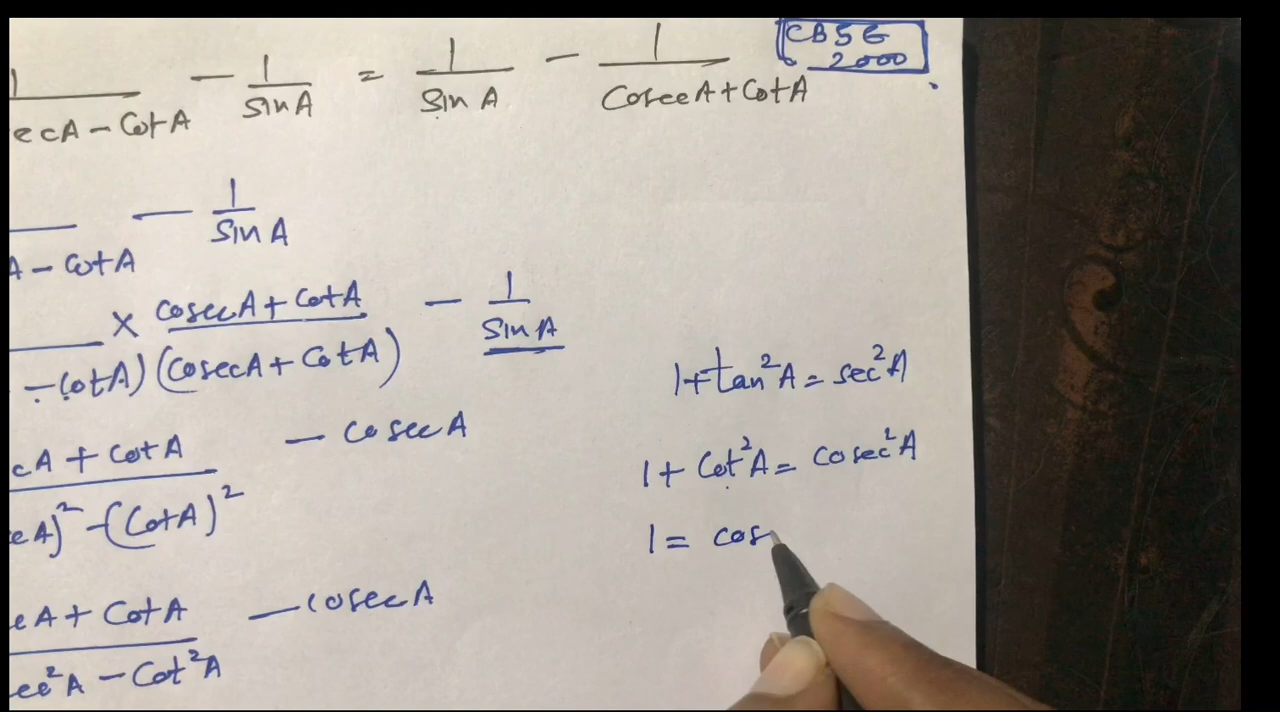 1/(ecA - CotA) - 1/SinA = 1/SinA - 1/(CosecA + CotA)
CBSE
2000
- 1/SinA
A - CotA
× CosecA + CotA - 1/SinA
- CotA) (CosecA + CotA)
1 + tan²A = sec²A
cA + CotA - CosecA
eA)² - (CotA)²
1 + Cot²A = Cosec²A
1 = cos
eA + CotA - CosecA
ec²A - Cot²A